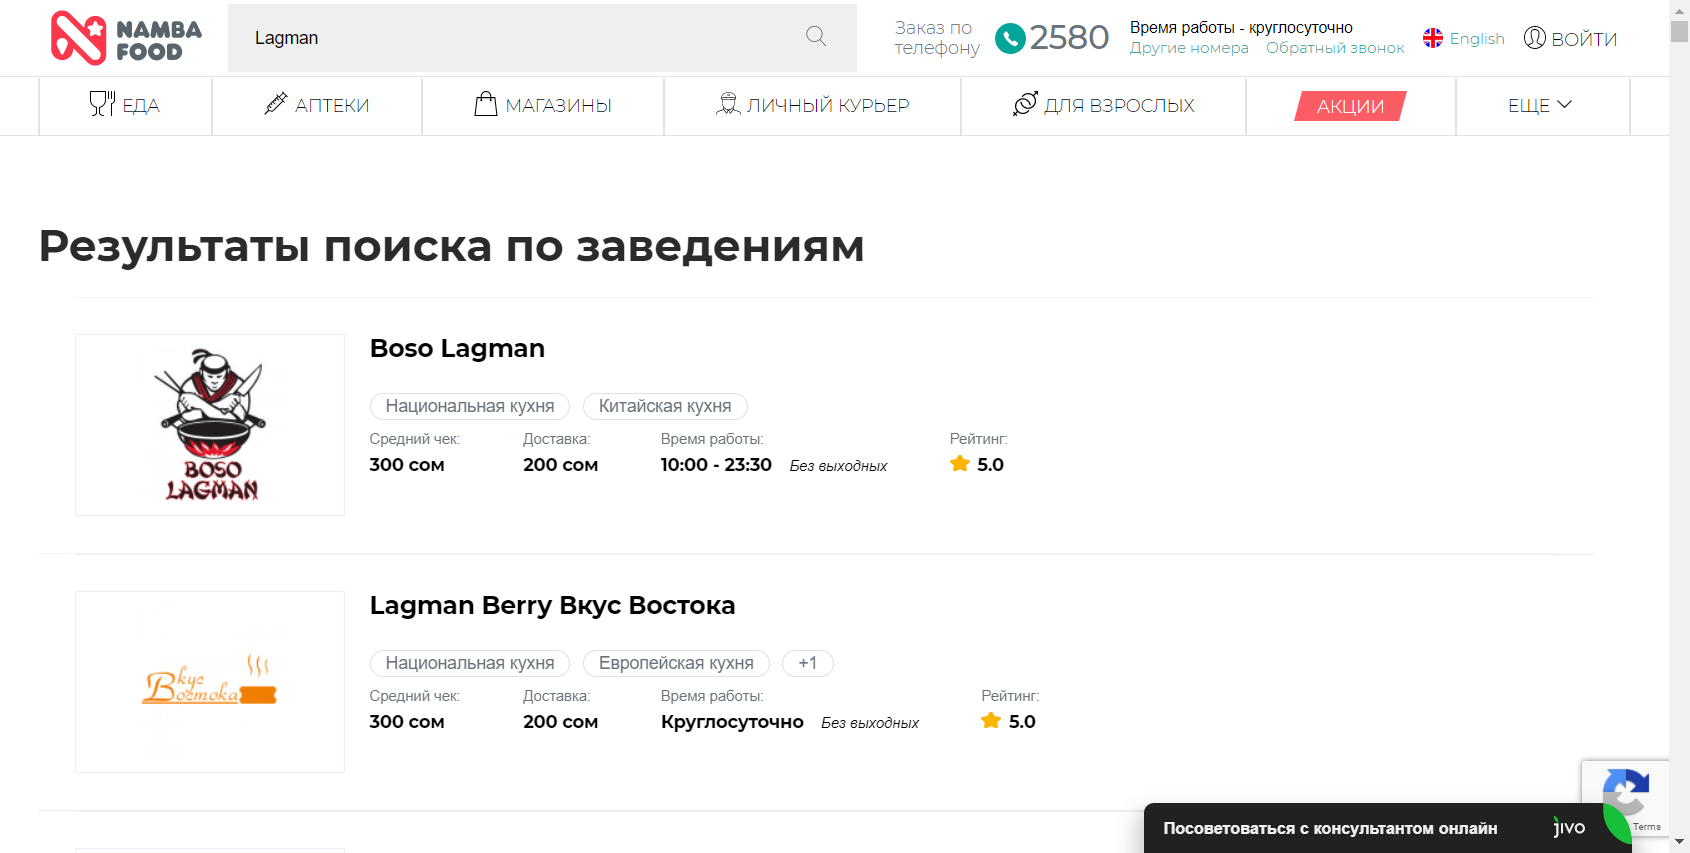 NAMBA
FOOD
Lagman
Заказ по
телефону
2580
Время работы - круглосуточно
Другие номера Обратный звонок
English
ВОЙТИ
ЕДА
АПТЕКИ
МАГАЗИНЫ
ЛИЧНЫЙ КУРЬЕР
ДЛЯ ВЗРОСЛЫХ
АКЦИИ
ЕЩЕ
Результаты поиска по заведениям
BOSO
LAGMAN
Boso Lagman
Национальная кухня Китайская кухня
Средний чек: Доставка: Время работы: Рейтинг:
300 сом 200 сом 10:00 - 23:30 Без выходных 5.0
Вкус
Востока
Lagman Berry Вкус Востока
Национальная кухня Европейская кухня +1
Средний чек: Доставка: Время работы: Рейтинг:
300 сом 200 сом Круглосуточно Без выходных 5.0
Посоветоваться с консультантом онлайн
jivo
Terms